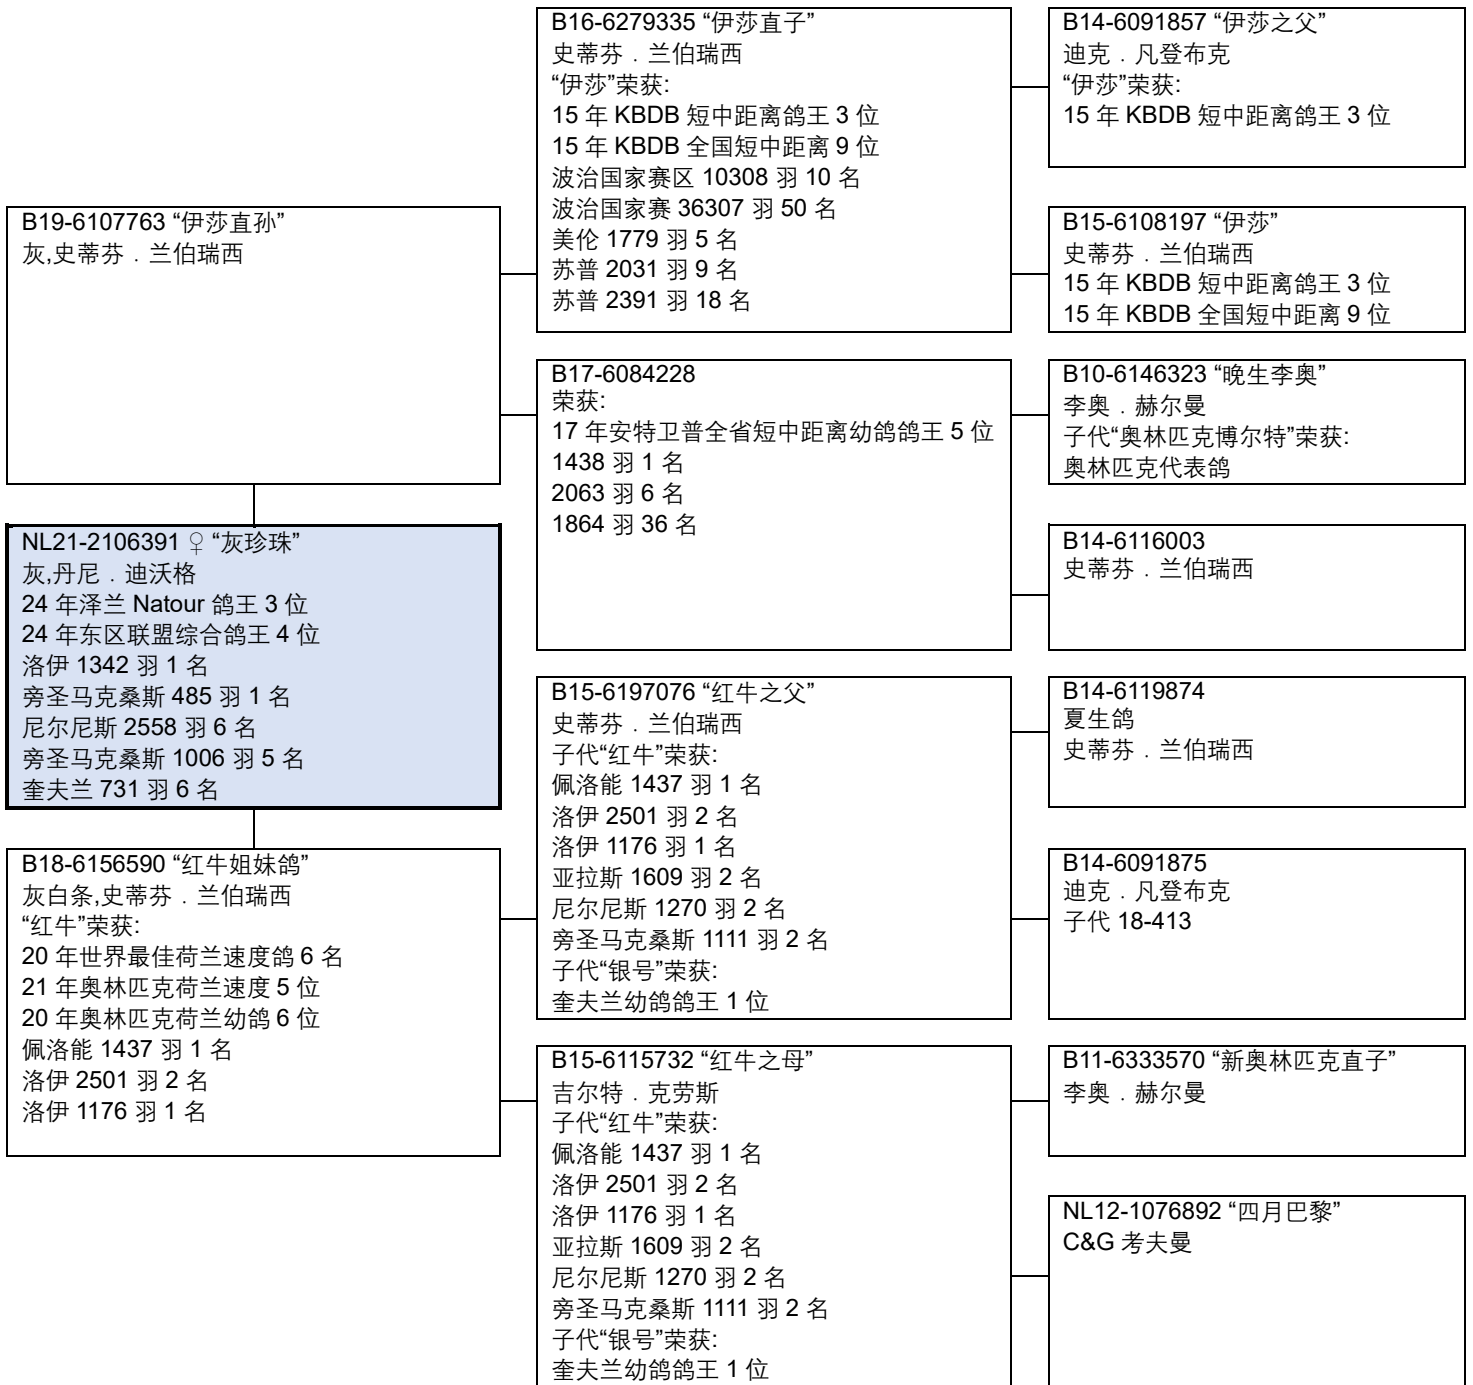 B19-6107763 “伊莎直孙”
灰,史蒂芬．兰伯瑞西
NL21-2106391 ♀ “灰珍珠”
灰,丹尼．迪沃格
24 年泽兰 Natour 鸽王 3 位
24 年东区联盟综合鸽王 4 位
洛伊 1342 羽 1 名
旁圣马克桑斯 485 羽 1 名
尼尔尼斯 2558 羽 6 名
旁圣马克桑斯 1006 羽 5 名
奎夫兰 731 羽 6 名
B18-6156590 “红牛姐妹鸽”
灰白条,史蒂芬．兰伯瑞西
“红牛”荣获:
20 年世界最佳荷兰速度鸽 6 名
21 年奥林匹克荷兰速度 5 位
20 年奥林匹克荷兰幼鸽 6 位
佩洛能 1437 羽 1 名
洛伊 2501 羽 2 名
洛伊 1176 羽 1 名
B16-6279335 “伊莎直子”
史蒂芬．兰伯瑞西
“伊莎”荣获:
15 年 KBDB 短中距离鸽王 3 位
15 年 KBDB 全国短中距离 9 位
波治国家赛区 10308 羽 10 名
波治国家赛 36307 羽 50 名
美伦 1779 羽 5 名
苏普 2031 羽 9 名
苏普 2391 羽 18 名
B17-6084228
荣获:
17 年安特卫普全省短中距离幼鸽鸽王 5 位
1438 羽 1 名
2063 羽 6 名
1864 羽 36 名
B15-6197076 “红牛之父”
史蒂芬．兰伯瑞西
子代“红牛”荣获:
佩洛能 1437 羽 1 名
洛伊 2501 羽 2 名
洛伊 1176 羽 1 名
亚拉斯 1609 羽 2 名
尼尔尼斯 1270 羽 2 名
旁圣马克桑斯 1111 羽 2 名
子代“银号”荣获:
奎夫兰幼鸽鸽王 1 位
B15-6115732 “红牛之母”
吉尔特．克劳斯
子代“红牛”荣获:
佩洛能 1437 羽 1 名
洛伊 2501 羽 2 名
洛伊 1176 羽 1 名
亚拉斯 1609 羽 2 名
尼尔尼斯 1270 羽 2 名
旁圣马克桑斯 1111 羽 2 名
子代“银号”荣获:
奎夫兰幼鸽鸽王 1 位
B14-6091857 “伊莎之父”
迪克．凡登布克
“伊莎”荣获:
15 年 KBDB 短中距离鸽王 3 位
B15-6108197 “伊莎”
史蒂芬．兰伯瑞西
15 年 KBDB 短中距离鸽王 3 位
15 年 KBDB 全国短中距离 9 位
B10-6146323 “晚生李奥”
李奥．赫尔曼
子代“奥林匹克博尔特”荣获:
奥林匹克代表鸽
B14-6116003
史蒂芬．兰伯瑞西
B14-6119874
夏生鸽
史蒂芬．兰伯瑞西
B14-6091875
迪克．凡登布克
子代 18-413
B11-6333570 “新奥林匹克直子”
李奥．赫尔曼
NL12-1076892 “四月巴黎”
C&G 考夫曼